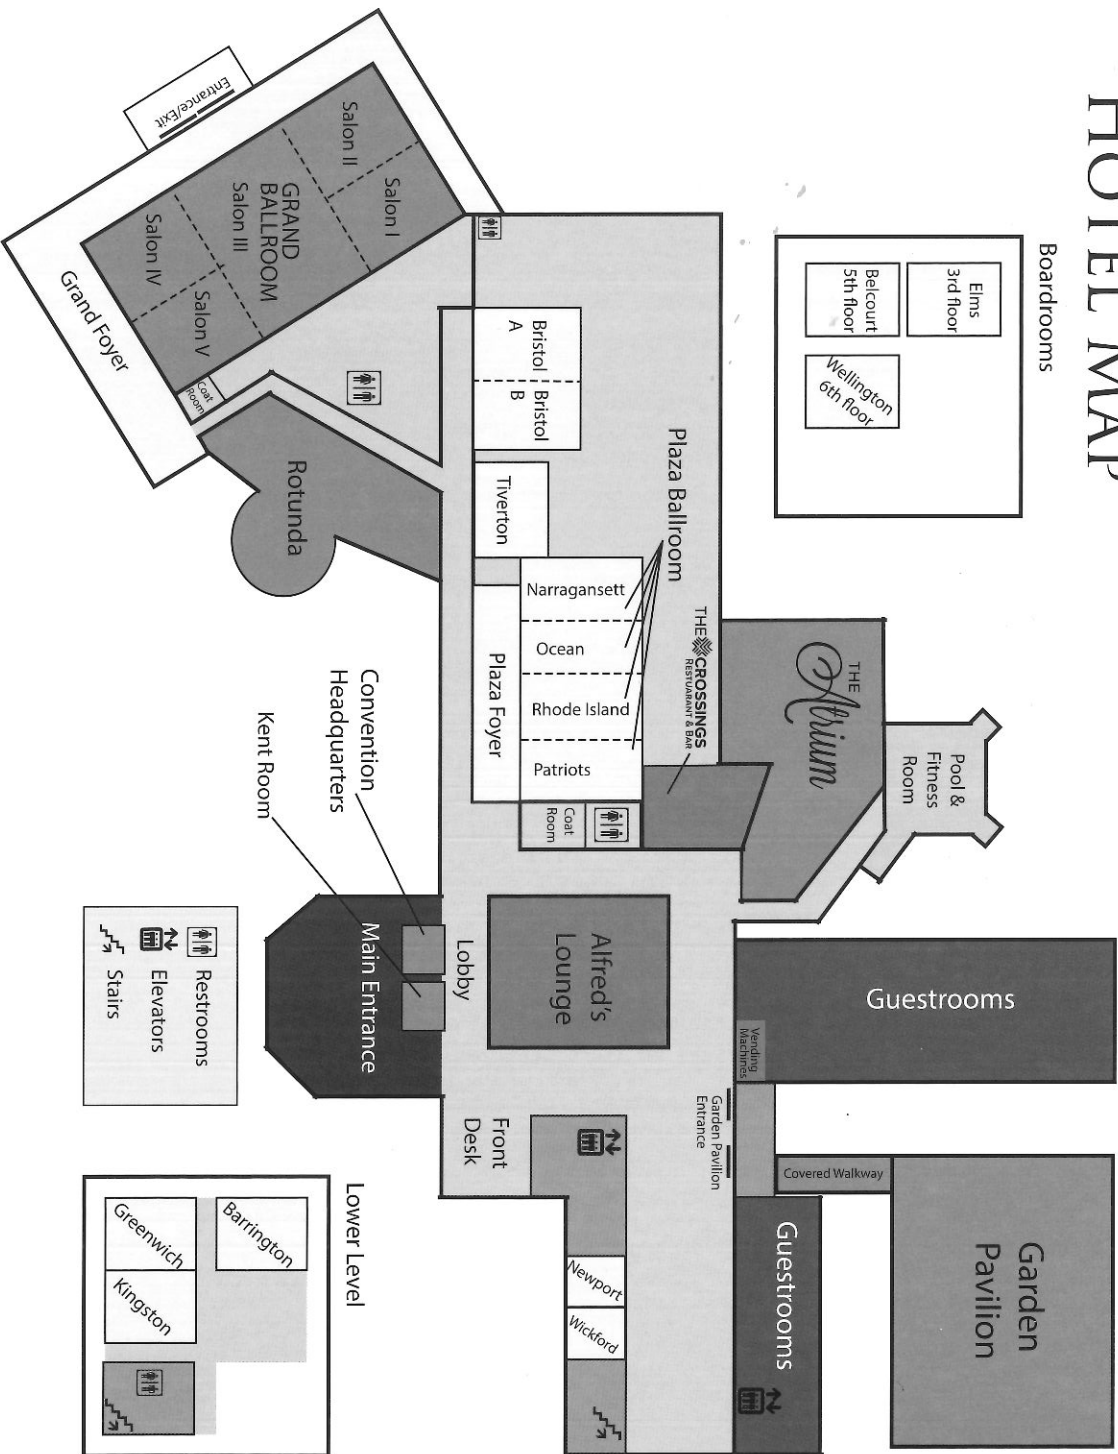 HOTEL MAP
Boardrooms
Elms
3rd floor
Belcourt
5th floor
Wellington
6th floor
Entrance/Exit
Salon II
Salon I
GRAND
BALLROOM
Salon III
Salon IV
Salon V
Grand Foyer
Coat
Room
Rotunda
Bristol
A
Bristol
B
Tiverton
Plaza Ballroom
Narragansett
Ocean
Rhode Island
Patriots
Plaza Foyer
Coat
Room
THE CROSSINGS
RESTUARANT & BAR
THE
Atrium
Pool &
Fitness
Room
Convention
Headquarters
Kent Room
Main Entrance
Lobby
Alfred's
Lounge
Guestrooms
Vending
Machines
Garden Pavilion
Entrance
Covered Walkway
Garden
Pavilion
Guestrooms
Front
Desk
Newport
Wickford
Restrooms
Elevators
Stairs
Lower Level
Barrington
Greenwich
Kingston